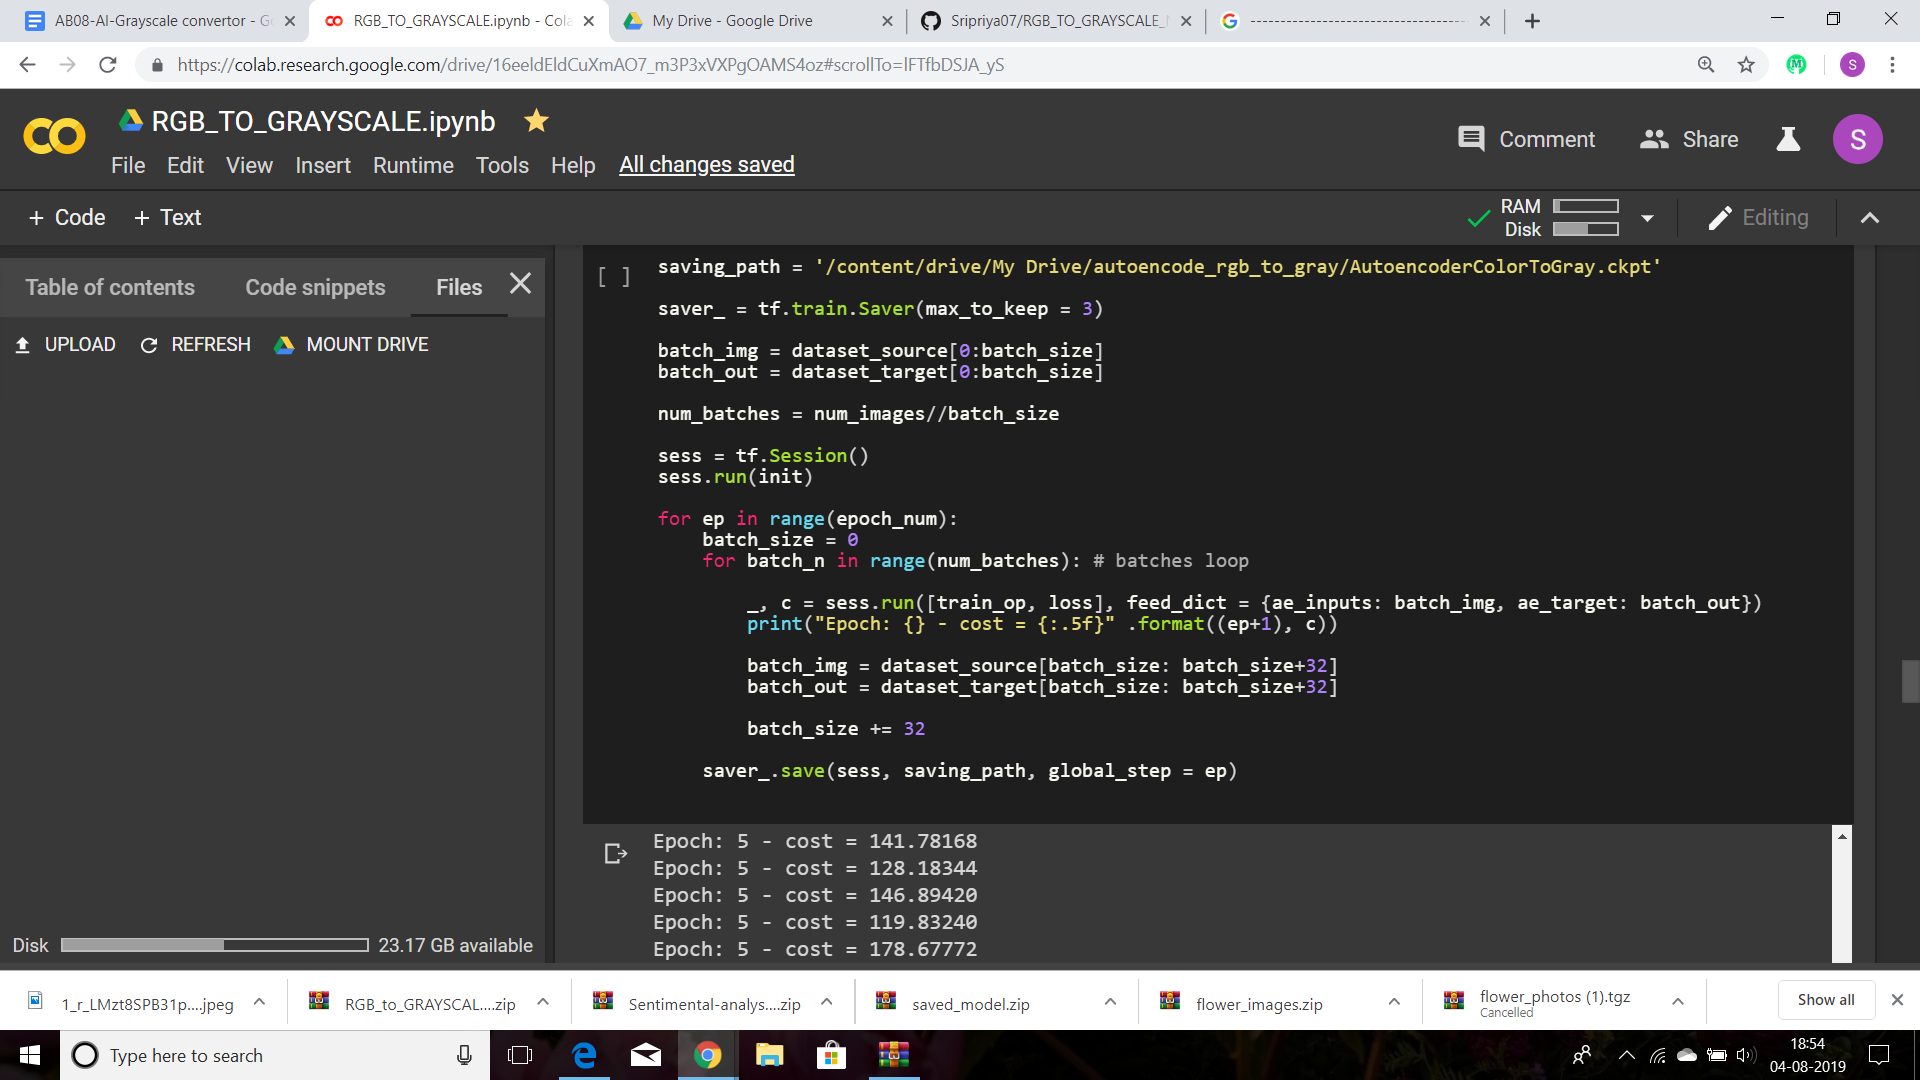 AB08-AI-Grayscale convertor - Go
RGB_TO_GRAYSCALE.ipynb - Cola
My Drive - Google Drive
Sripriya07/RGB_TO_GRAYSCALE_
----------------------------------------
https://colab.research.google.com/drive/16eeldEldCuXmAO7_m3P3xVXPgOAMS4oz#scrollTo=lFTfbDSJA_yS
S
RGB_TO_GRAYSCALE.ipynb
Comment
Share
S
File Edit View Insert Runtime Tools Help All changes saved
+ Code + Text
RAM
Disk
Editing
Table of contents Code snippets Files
UPLOAD REFRESH MOUNT DRIVE
[ ]
saving_path = '/content/drive/My Drive/autoencode_rgb_to_gray/AutoencoderColorToGray.ckpt'
saver_ = tf.train.Saver(max_to_keep = 3)
batch_img = dataset_source[0:batch_size]
batch_out = dataset_target[0:batch_size]
num_batches = num_images//batch_size
sess = tf.Session()
sess.run(init)
for ep in range(epoch_num):
    batch_size = 0
    for batch_n in range(num_batches): # batches loop
        _, c = sess.run([train_op, loss], feed_dict = {ae_inputs: batch_img, ae_target: batch_out})
        print("Epoch: {} - cost = {:.5f}" .format((ep+1), c))
        batch_img = dataset_source[batch_size: batch_size+32]
        batch_out = dataset_target[batch_size: batch_size+32]
        batch_size += 32
    saver_.save(sess, saving_path, global_step = ep)
Epoch: 5 - cost = 141.78168
Epoch: 5 - cost = 128.18344
Epoch: 5 - cost = 146.89420
Epoch: 5 - cost = 119.83240
Epoch: 5 - cost = 178.67772
Disk 23.17 GB available
1_r_LMzt8SPB31p....jpeg
RGB_to_GRAYSCAL....zip
Sentimental-analys....zip
saved_model.zip
flower_images.zip
flower_photos (1).tgz
Cancelled
Show all
Type here to search
18:54
04-08-2019